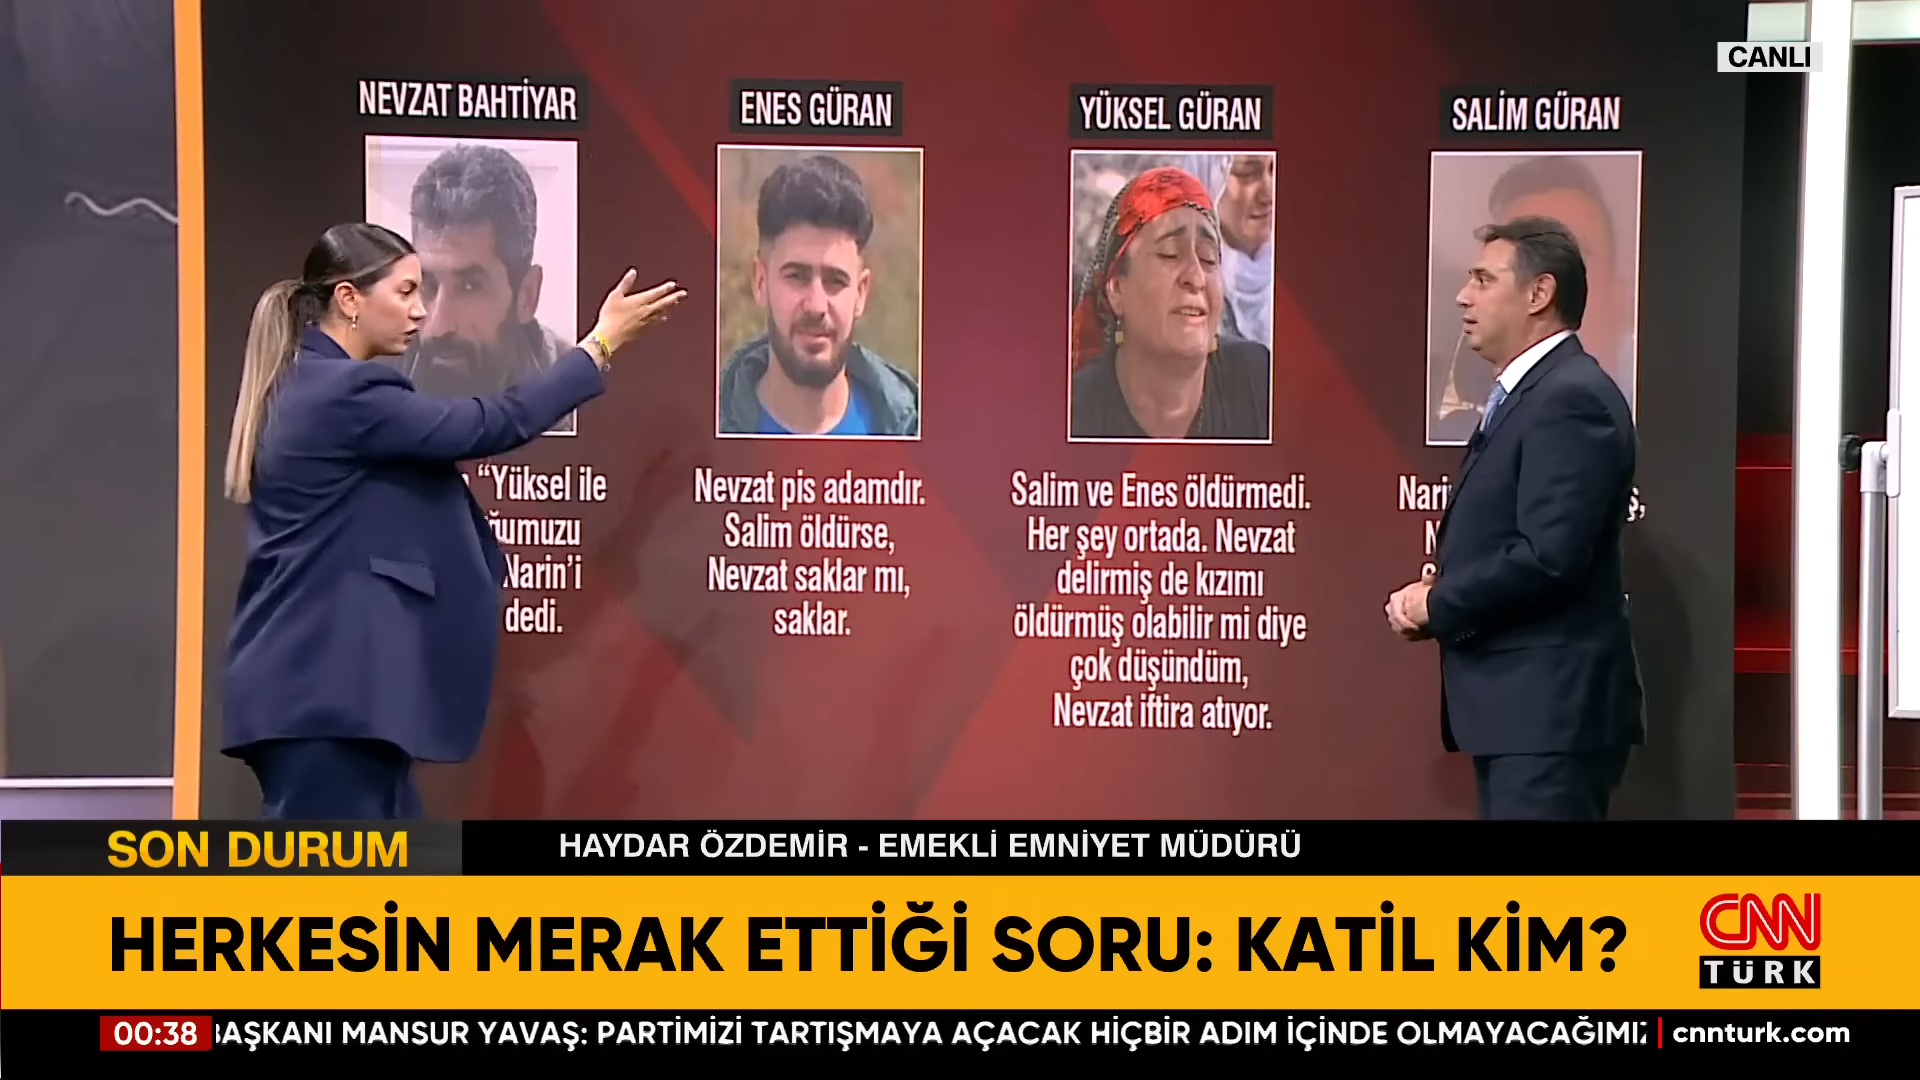 CANLI
NEVZAT BAHTİYAR
ENES GÜRAN
YÜKSEL GÜRAN
SALİM GÜRAN
“Yüksel ile
Narin’i
dedi.
Nevzat pis adamdır.
Salim öldürse,
Nevzat saklar mı,
saklar.
Salim ve Enes öldürmedi.
Her şey ortada. Nevzat
delirmiş de kızımı
öldürmüş olabilir mi diye
çok düşündüm,
Nevzat iftira atıyor.
SON DURUM
HAYDAR ÖZDEMİR - EMEKLİ EMNİYET MÜDÜRÜ
HERKESİN MERAK ETTİĞİ SORU: KATİL KİM?
CNN
TÜRK
00:38
BAŞKANI MANSUR YAVAŞ: PARTİMİZİ TARTIŞMAYA AÇACAK HİÇBİR ADIM İÇİNDE OLMAYACAĞIMIZ
cnnturk.com